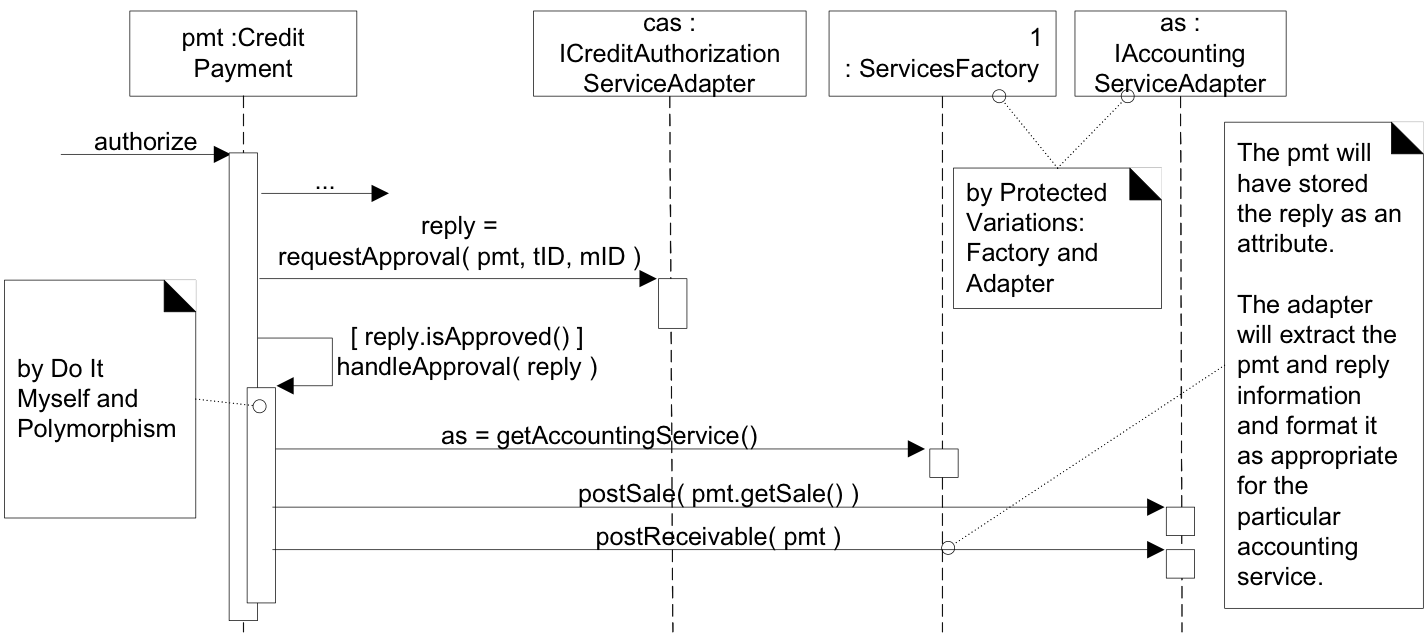 pmt :Credit
Payment
cas :
ICreditAuthorization
ServiceAdapter
1
: ServicesFactory
as :
IAccounting
ServiceAdapter
authorize
...
reply =
requestApproval( pmt, tID, mID )
by Protected
Variations:
Factory and
Adapter
The pmt will
have stored
the reply as an
attribute.
The adapter
will extract the
pmt and reply
information
and format it
as appropriate
for the
particular
accounting
service.
[ reply.isApproved() ]
handleApproval( reply )
by Do It
Myself and
Polymorphism
as = getAccountingService()
postSale( pmt.getSale() )
postReceivable( pmt )